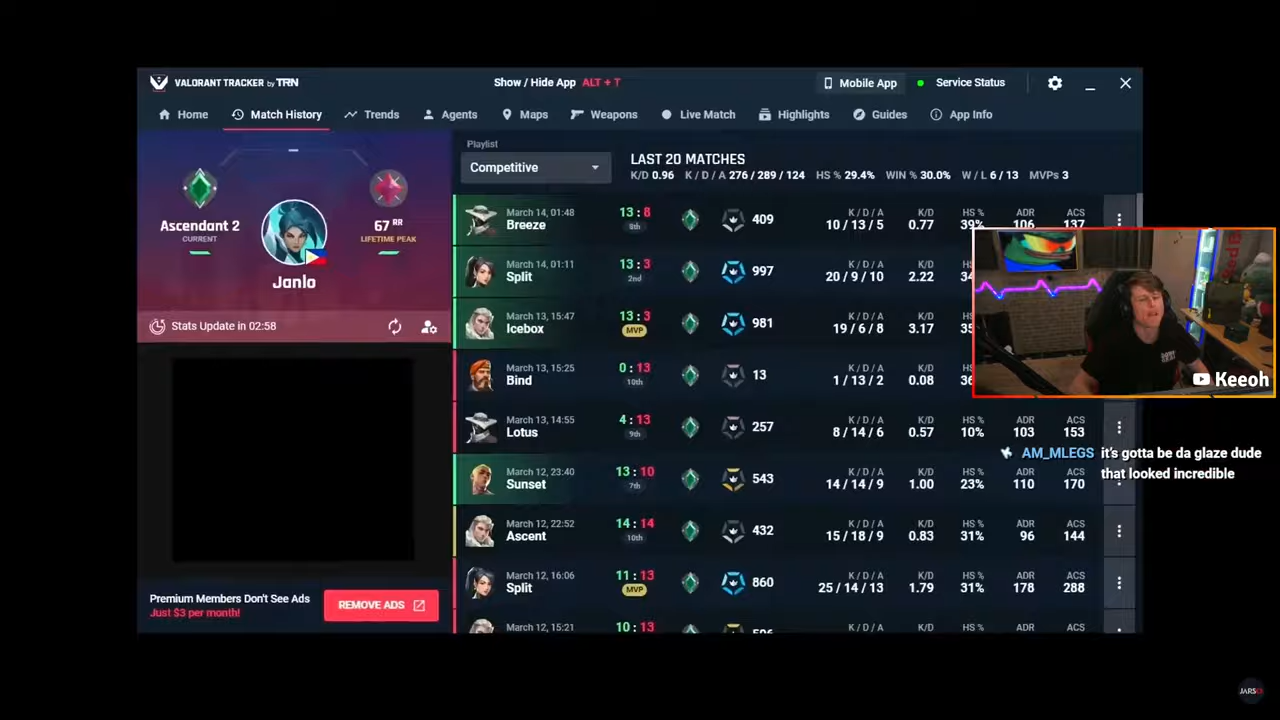 VALORANT TRACKER by TRN
Show / Hide App ALT + T
Mobile App
Service Status
Home
Match History
Trends
Agents
Maps
Weapons
Live Match
Highlights
Guides
App Info
Ascendant 2
CURRENT
67 RR
LIFETIME PEAK
Janlo
Stats Update in 02:58
Premium Members Don't See Ads
Just $3 per month!
REMOVE ADS
Playlist
Competitive
LAST 20 MATCHES
K/D 0.96 K / D / A 276 / 289 / 124 HS % 29.4% WIN % 30.0% W / L 6 / 13 MVPs 3
March 14, 01:48 13 : 8 K / D / A K/D HS % ADR ACS
Breeze 8th 409 10 / 13 / 5 0.77 39% 106 137
March 14, 01:11 13 : 3 K / D / A K/D HS %
Split 2nd 997 20 / 9 / 10 2.22
March 13, 15:47 13 : 3 K / D / A K/D HS %
Icebox MVP 981 19 / 6 / 8 3.17
March 13, 15:25 0 : 13 K / D / A K/D HS %
Bind 10th 13 1 / 13 / 2 0.08
March 13, 14:55 4 : 13 K / D / A K/D HS % ADR ACS
Lotus 9th 257 8 / 14 / 6 0.57 10% 103 153
March 12, 23:40 13 : 10 K / D / A K/D HS % ADR ACS
Sunset 7th 543 14 / 14 / 9 1.00 23% 110 170
March 12, 22:52 14 : 14 K / D / A K/D HS % ADR ACS
Ascent 10th 432 15 / 18 / 9 0.83 31% 96 144
March 12, 16:06 11 : 13 K / D / A K/D HS % ADR ACS
Split MVP 860 25 / 14 / 13 1.79 31% 178 288
March 12, 15:21 10 : 13 K / D / A K/D HS % ADR ACS
Keeoh
AM_MLEGS it's gotta be da glaze dude
that looked incredible